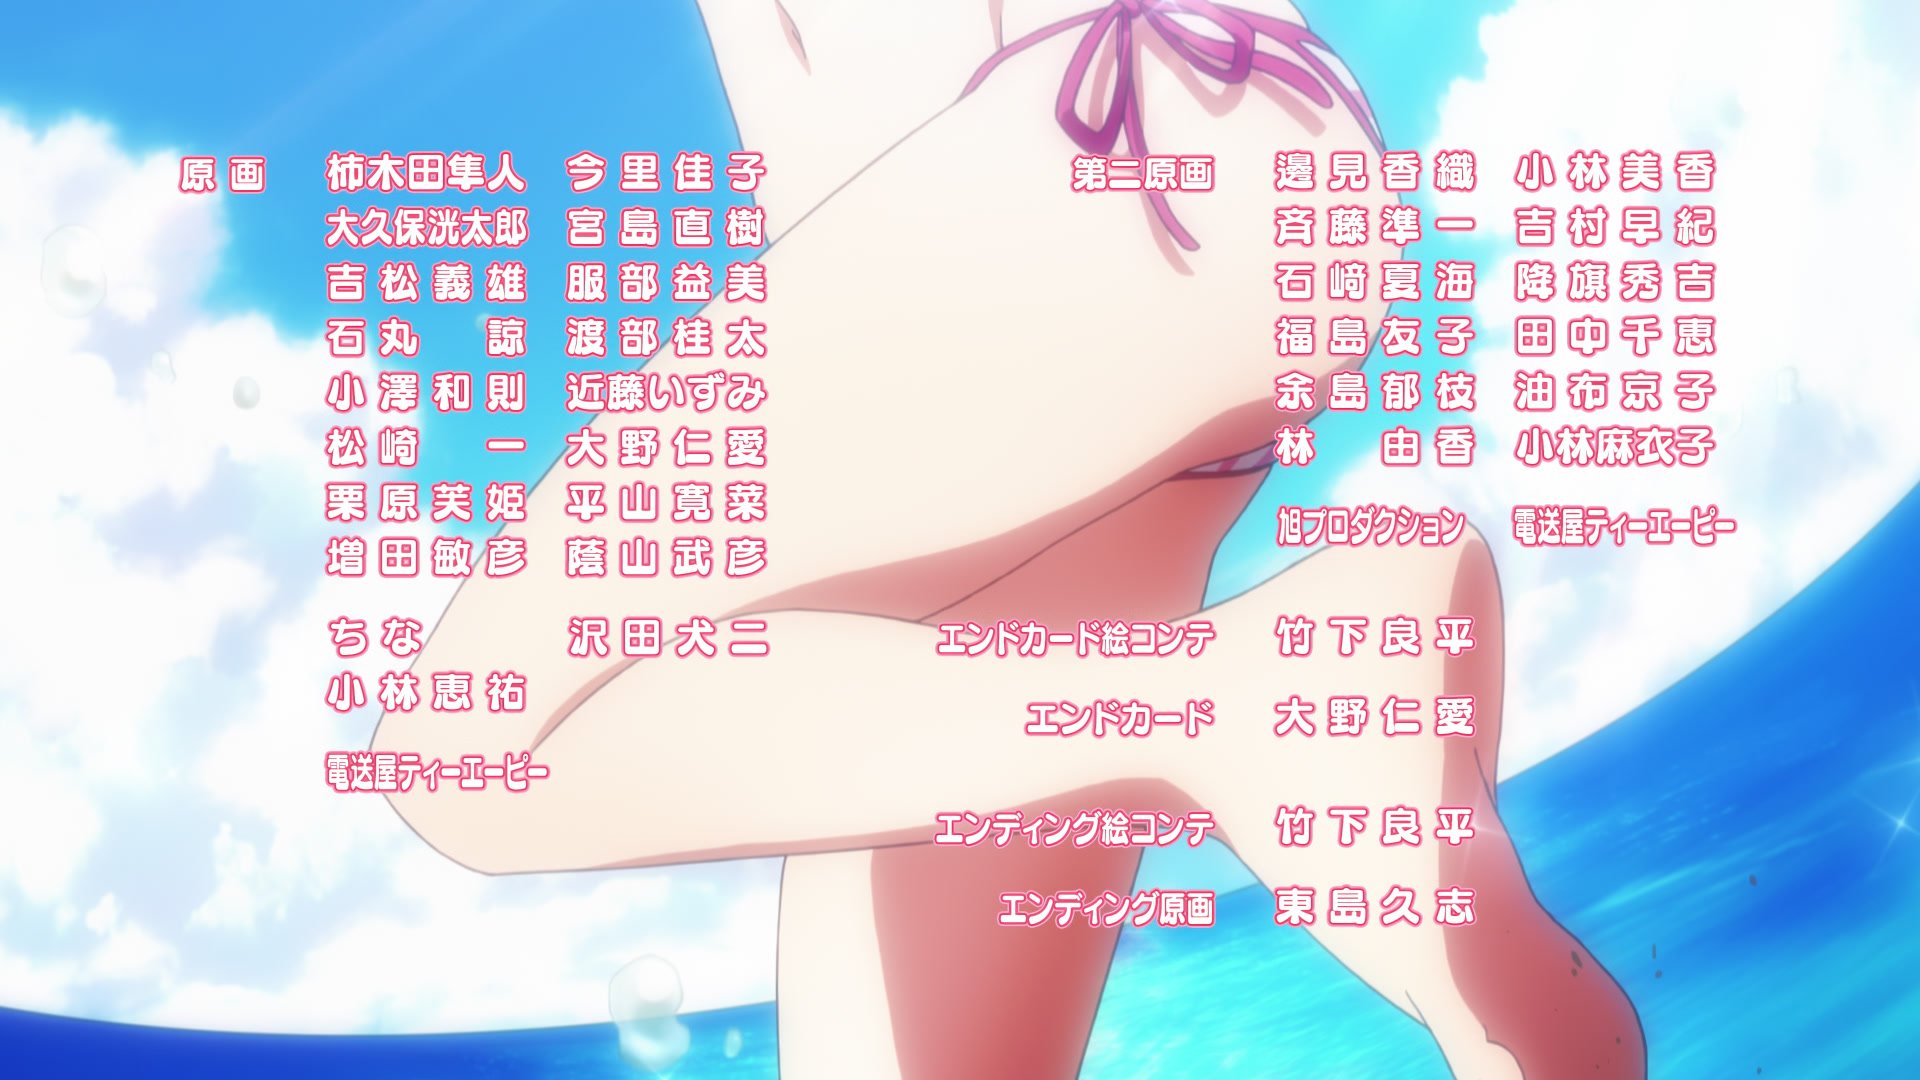 原画
柿木田隼人 今里佳子
大久保洸太郎 宮島直樹
吉松義雄 服部益美
石丸 諒 渡部桂太
小澤和則 近藤いずみ
松崎 一 大野仁愛
栗原芙姫 平山寛菜
増田敏彦 蔭山武彦
ちな 沢田犬二
小林恵祐
電送屋ティーエーピー
第二原画
邊見香織 小林美香
斉藤準一 吉村早紀
石﨑夏海 降旗秀吉
福島友子 田中千恵
余島郁枝 油布京子
林 由香 小林麻衣子
旭プロダクション 電送屋ティーエーピー
エンドカード絵コンテ 竹下良平
エンドカード 大野仁愛
エンディング絵コンテ 竹下良平
エンディング原画 東島久志